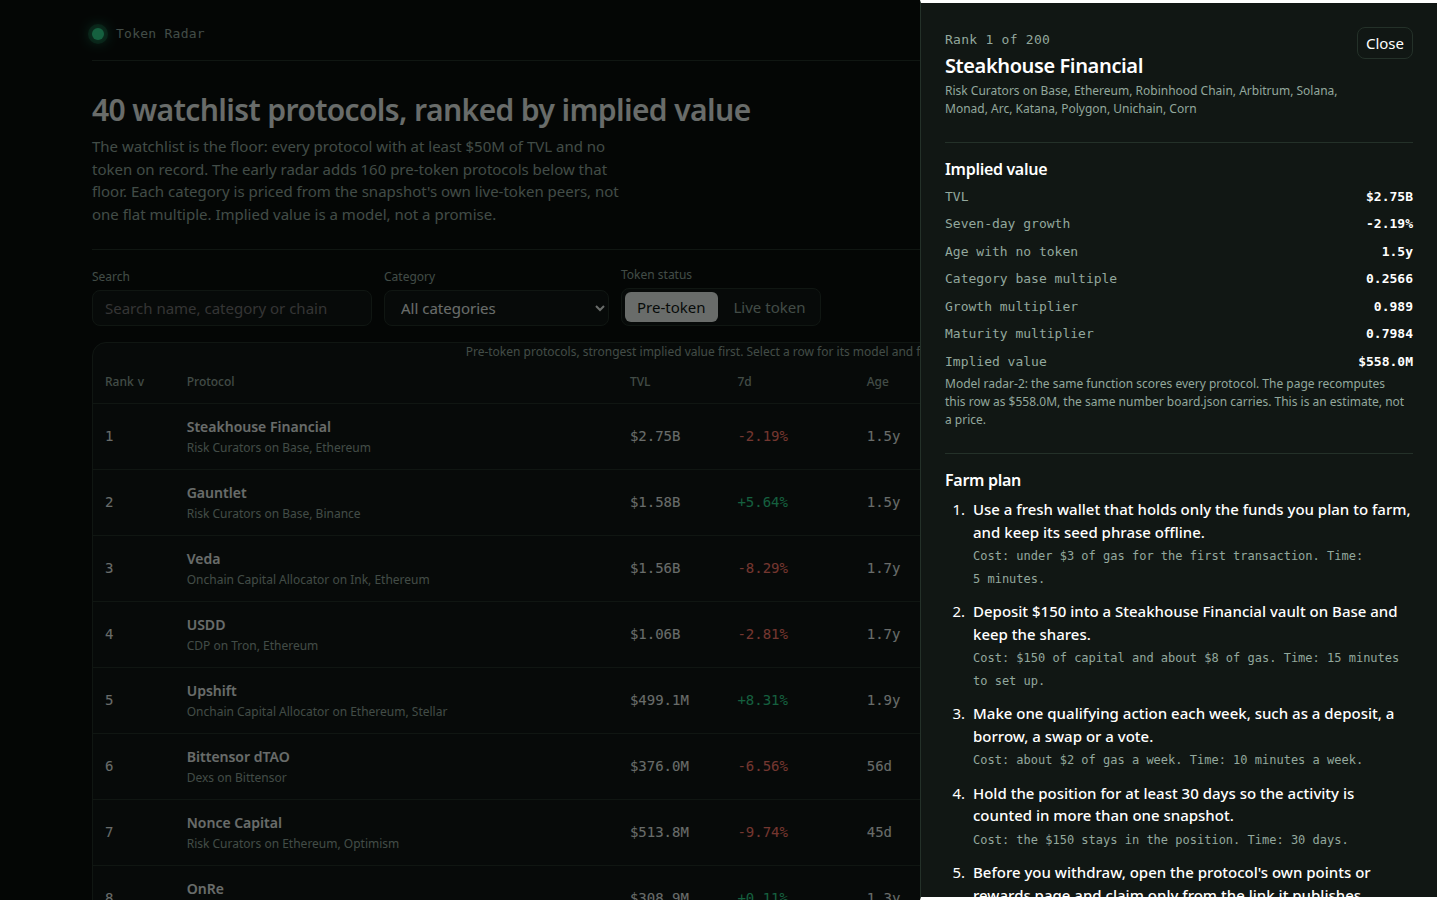 Token Radar
40 watchlist protocols, ranked by implied value
The watchlist is the floor: every protocol with at least $50M of TVL and no
token on record. The early radar adds 160 pre-token protocols below that
floor. Each category is priced from the snapshot's own live-token peers, not
one flat multiple. Implied value is a model, not a promise.
Search
Category
Token status
Search name, category or chain
All categories
Pre-token
Live token
Pre-token protocols, strongest implied value first. Select a row for its model and f
Rank v
Protocol
TVL
7d
Age
1
Steakhouse Financial
Risk Curators on Base, Ethereum
$2.75B
-2.19%
1.5y
2
Gauntlet
Risk Curators on Base, Binance
$1.58B
+5.64%
1.5y
3
Veda
Onchain Capital Allocator on Ink, Ethereum
$1.56B
-8.29%
1.7y
4
USDD
CDP on Tron, Ethereum
$1.06B
-2.81%
1.7y
5
Upshift
Onchain Capital Allocator on Ethereum, Stellar
$499.1M
+8.31%
1.9y
6
Bittensor dTAO
Dexs on Bittensor
$376.0M
-6.56%
56d
7
Nonce Capital
Risk Curators on Ethereum, Optimism
$513.8M
-9.74%
45d
8
OnRe
$308.9M
+0.11%
1.3y
Rank 1 of 200
Close
Steakhouse Financial
Risk Curators on Base, Ethereum, Robinhood Chain, Arbitrum, Solana,
Monad, Arc, Katana, Polygon, Unichain, Corn
Implied value
TVL $2.75B
Seven-day growth -2.19%
Age with no token 1.5y
Category base multiple 0.2566
Growth multiplier 0.989
Maturity multiplier 0.7984
Implied value $558.0M
Model radar-2: the same function scores every protocol. The page recomputes
this row as $558.0M, the same number board.json carries. This is an estimate, not
a price.
Farm plan
1. Use a fresh wallet that holds only the funds you plan to farm,
and keep its seed phrase offline.
Cost: under $3 of gas for the first transaction. Time:
5 minutes.
2. Deposit $150 into a Steakhouse Financial vault on Base and
keep the shares.
Cost: $150 of capital and about $8 of gas. Time: 15 minutes
to set up.
3. Make one qualifying action each week, such as a deposit, a
borrow, a swap or a vote.
Cost: about $2 of gas a week. Time: 10 minutes a week.
4. Hold the position for at least 30 days so the activity is
counted in more than one snapshot.
Cost: the $150 stays in the position. Time: 30 days.
5. Before you withdraw, open the protocol's own points or
rewards page and claim only from the link it publishes.